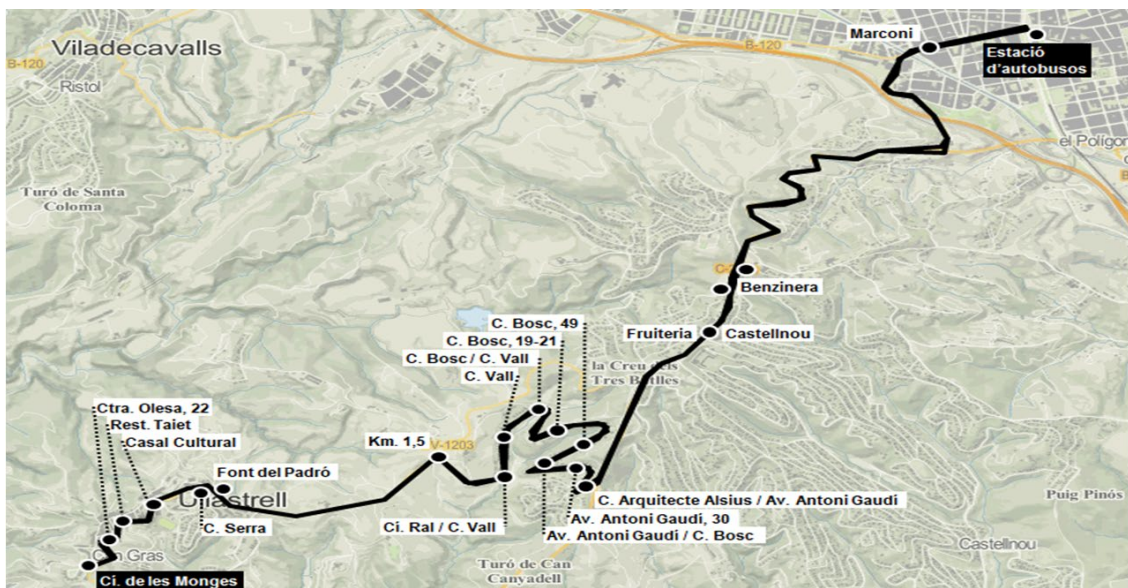 Viladecavalls
B-120
Ristol
Turó de Santa
Coloma
B-120
B-120
Marconi
Estació
d'autobusos
el Polígon
Benzinera
Fruiteria
Castellnou
C. Bosc, 49
C. Bosc, 19-21
C. Bosc / C. Vall
C. Vall
la Creu dels
Tres Batlles
Ctra. Olesa, 22
Rest. Taiet
Casal Cultural
Km. 1,5
V-1203
Font del Padró
Ullastrell
C. Serra
Ci. Ral / C. Vall
C. Arquitecte Alsius / Av. Antoni Gaudí
Av. Antoni Gaudí, 30
Av. Antoni Gaudí / C. Bosc
Puig Pinós
Can Gras
Ci. de les Monges
Turó de Can
Canyadell
Castellnou